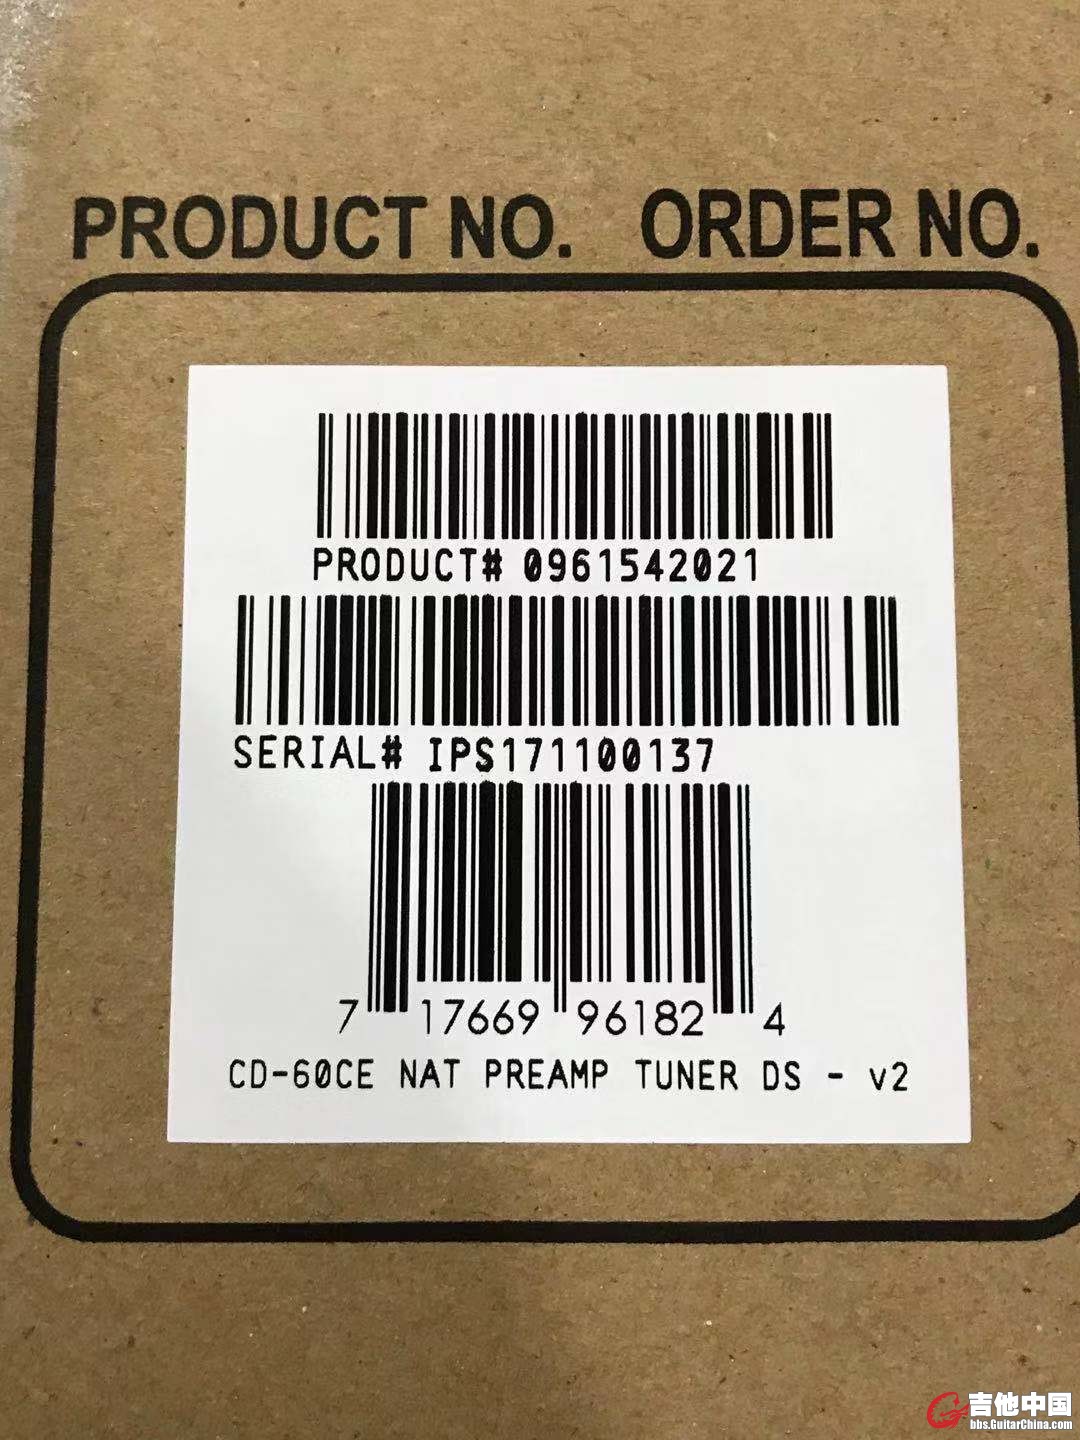 PRODUCT NO. ORDER NO.
PRODUCT# 0961542021
SERIAL# IPS171100137
7 17669 96182 4
CD-60CE NAT PREAMP TUNER DS - v2
吉他中国
bbs.GuitarChina.com